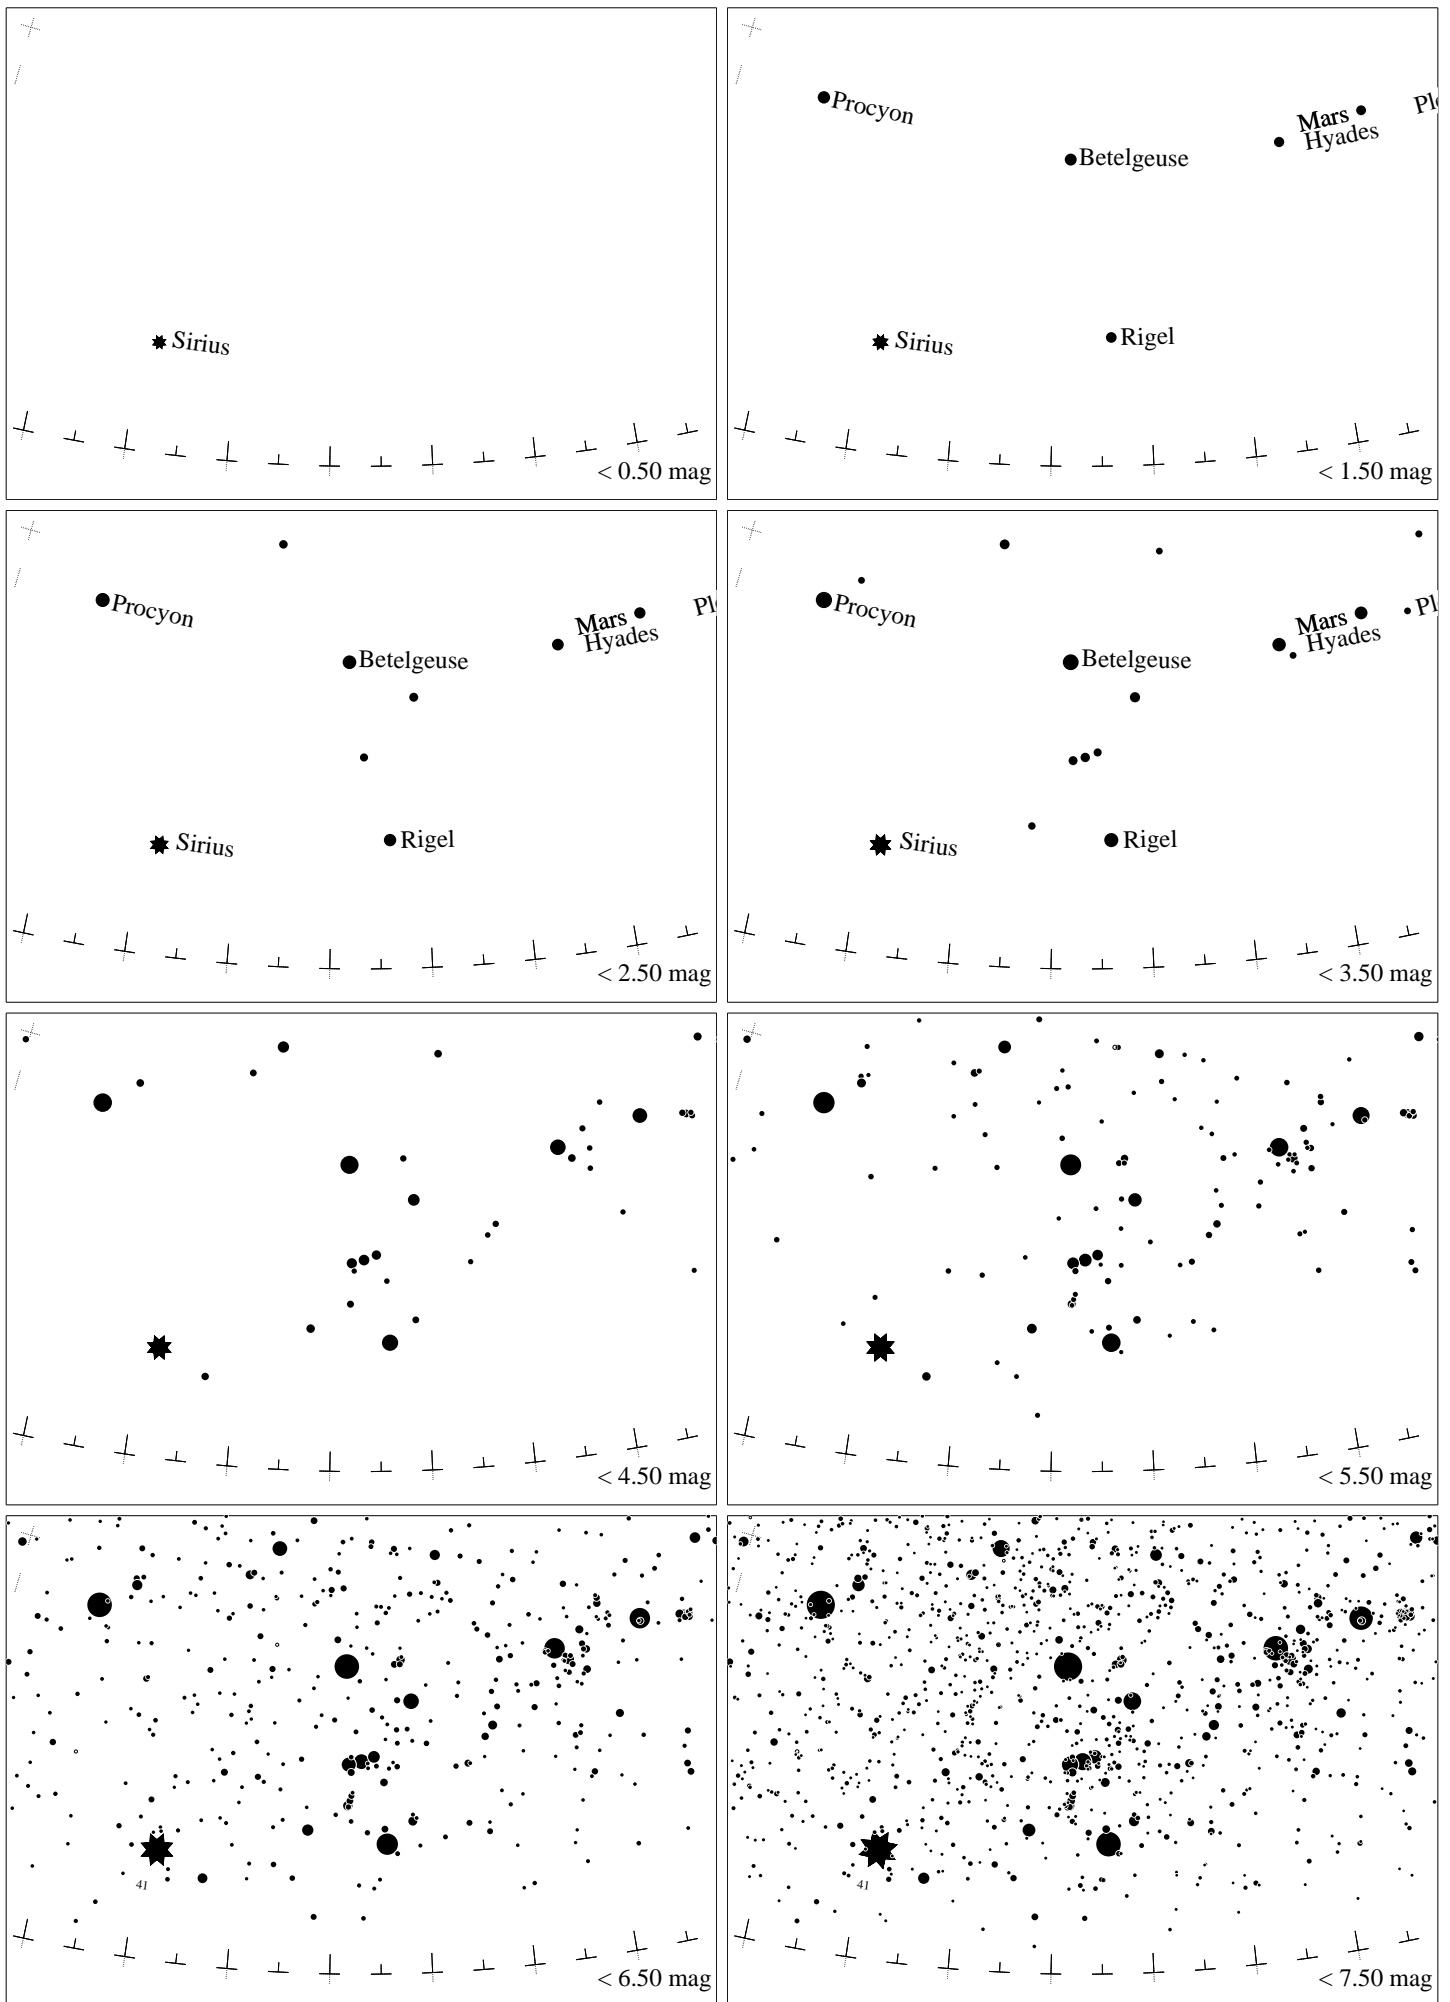 Sirius
< 0.50 mag
Procyon
Mars
Hyades
Betelgeuse
Sirius
Rigel
< 1.50 mag
Procyon
Mars
Hyades
Betelgeuse
Sirius
Rigel
< 2.50 mag
Procyon
Mars
Hyades
Betelgeuse
Sirius
Rigel
< 3.50 mag
< 4.50 mag
< 5.50 mag
41
< 6.50 mag
41
< 7.50 mag